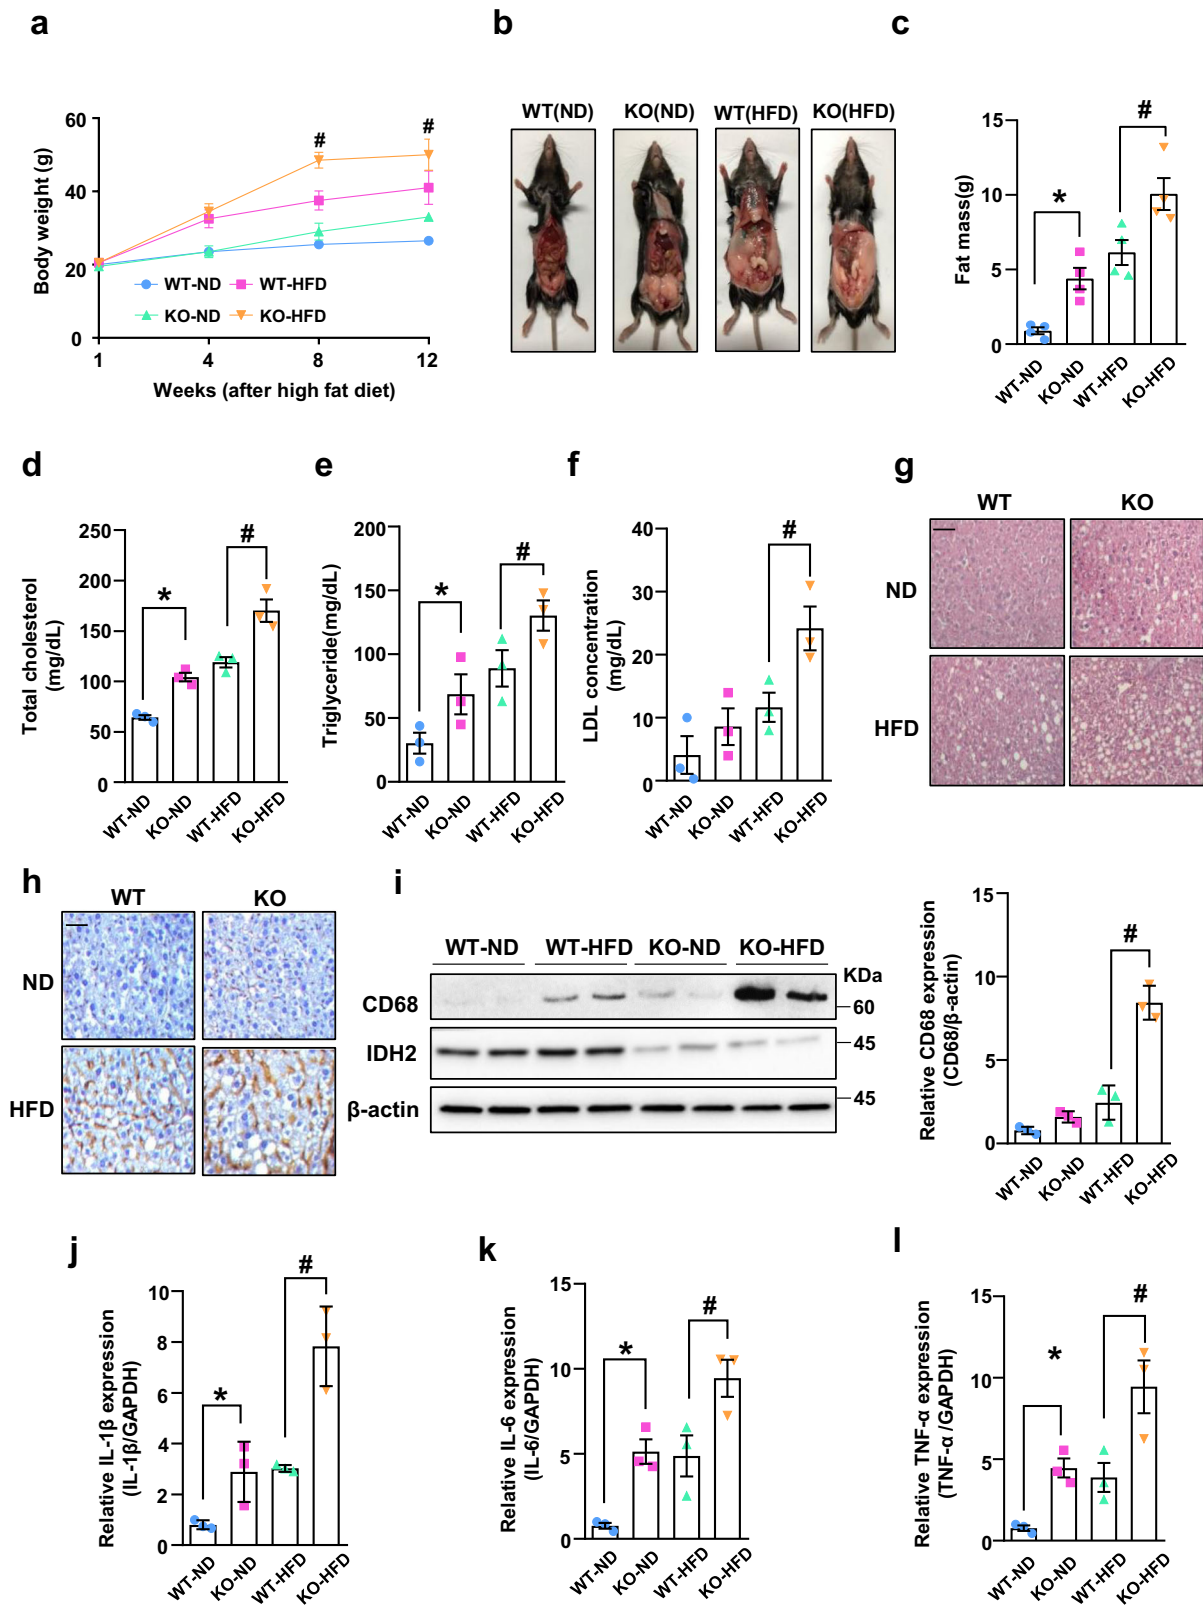 a
60
40
20
0
Body weight (g)
#
#
WT-ND
WT-HFD
KO-ND
KO-HFD
1
4
8
12
Weeks (after high fat diet)
b
WT(ND)
KO(ND)
WT(HFD)
KO(HFD)
c
Fat mass(g)
15
10
5
0
*
#
WT-ND
KO-ND
WT-HFD
KO-HFD
d
Total cholesterol
(mg/dL)
250
200
150
100
50
0
*
#
WT-ND
KO-ND
WT-HFD
KO-HFD
e
Triglyceride(mg/dL)
200
150
100
50
0
*
#
WT-ND
KO-ND
WT-HFD
KO-HFD
f
LDL concentration
(mg/dL)
40
30
20
10
0
#
WT-ND
KO-ND
WT-HFD
KO-HFD
g
WT
KO
ND
HFD
h
WT
KO
ND
HFD
i
WT-ND
WT-HFD
KO-ND
KO-HFD
KDa
CD68
60
IDH2
45
β-actin
45
Relative CD68 expression
(CD68/β-actin)
15
10
5
0
#
WT-ND
KO-ND
WT-HFD
KO-HFD
j
Relative IL-1β expression
(IL-1β/GAPDH)
10
8
6
4
2
0
*
#
WT-ND
KO-ND
WT-HFD
KO-HFD
k
Relative IL-6 expression
(IL-6/GAPDH)
15
10
5
0
*
#
WT-ND
KO-ND
WT-HFD
KO-HFD
l
Relative TNF-α expression
(TNF-α /GAPDH)
15
10
5
0
*
#
WT-ND
KO-ND
WT-HFD
KO-HFD